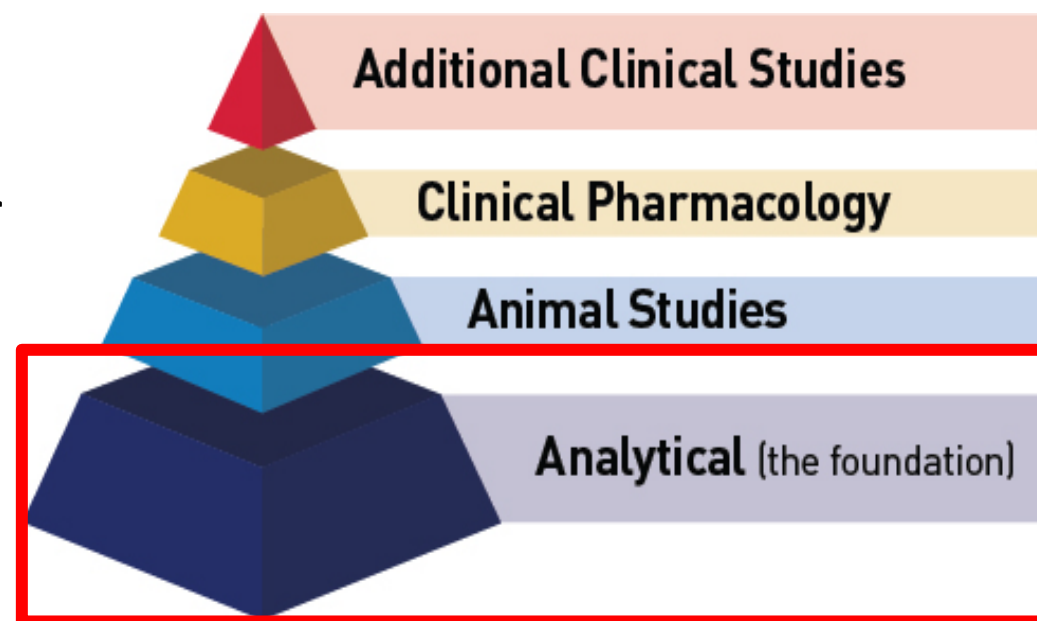 Additional Clinical Studies
Clinical Pharmacology
Animal Studies
Analytical (the foundation)